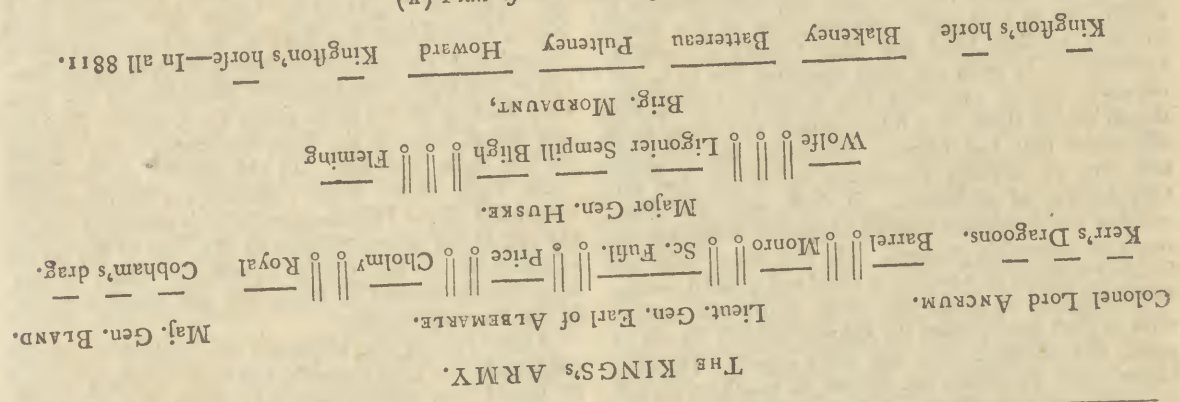 THE KINGS's ARMY.
Colonel Lord ANCRUM. Lieut. Gen. Earl of ALBEMARLE. Maj. Gen. BLAND.
Kerr's Dragoons. Barrel Monro Sc. Fuſil. Price Cholmʸ Royal Cobham's drag.
Major Gen. HUSKE.
Wolfe Ligonier Sempill Bligh Fleming
Brig. MORDAUNT,
Kingſton's horſe Blakeney Battereau Pulteny Howard Kingſton's horſe—In all 8811.